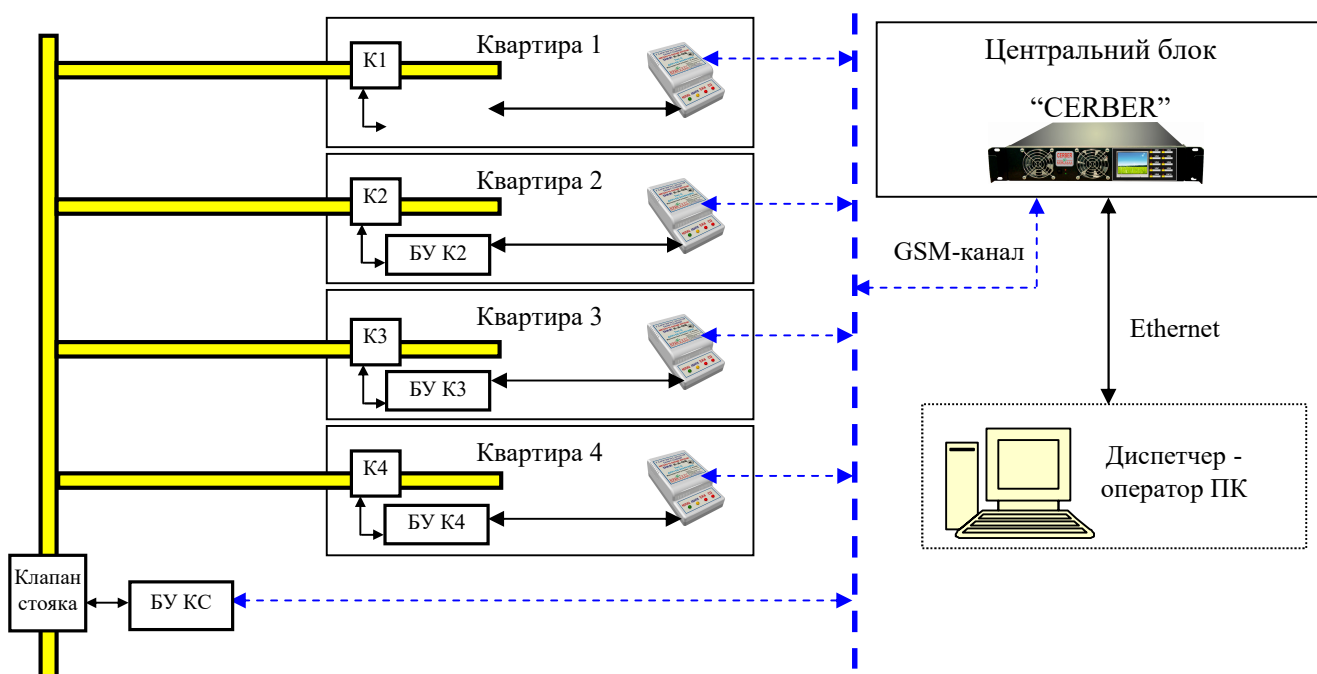 Квартира 1
К1
Квартира 2
К2
БУ К2
Квартира 3
К3
БУ К3
Квартира 4
К4
БУ К4
Клапан
стояка
БУ КС
Центральний блок
“CERBER”
GSM-канал
Ethernet
Диспетчер -
оператор ПК